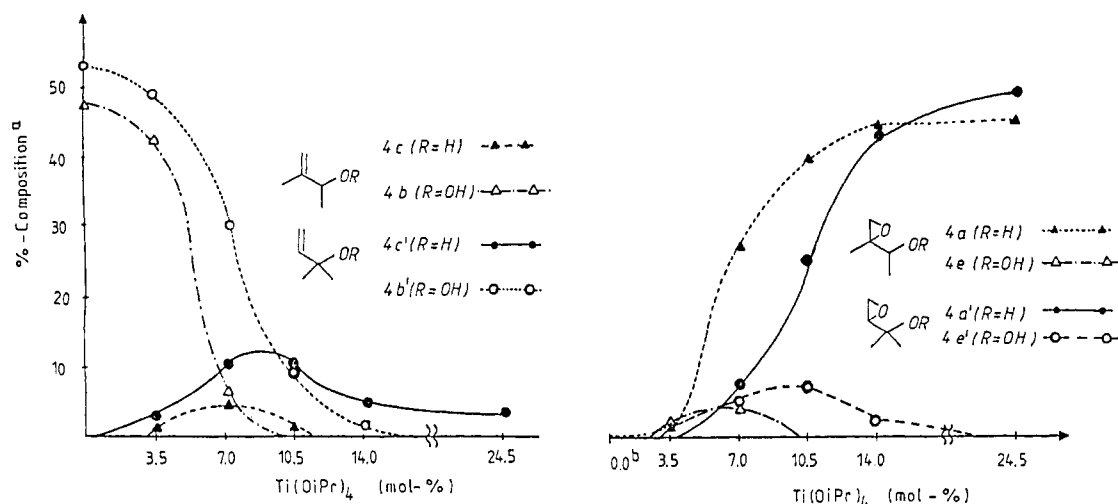 %-Composition a
50
40
30
20
10
4c (R=H)
OR
4b (R=OH)
4c'(R=H)
OR
4b'(R=OH)
3.5 7.0 10.5 14.0 24.5
Ti(OiPr)4 (mol-%)
O
OR
4a (R=H)
4e (R=OH)
O
OR
4a'(R=H)
4e'(R=OH)
0.0b 3.5 7.0 10.5 14.0 24.5
Ti(OiPr)4 (mol-%)